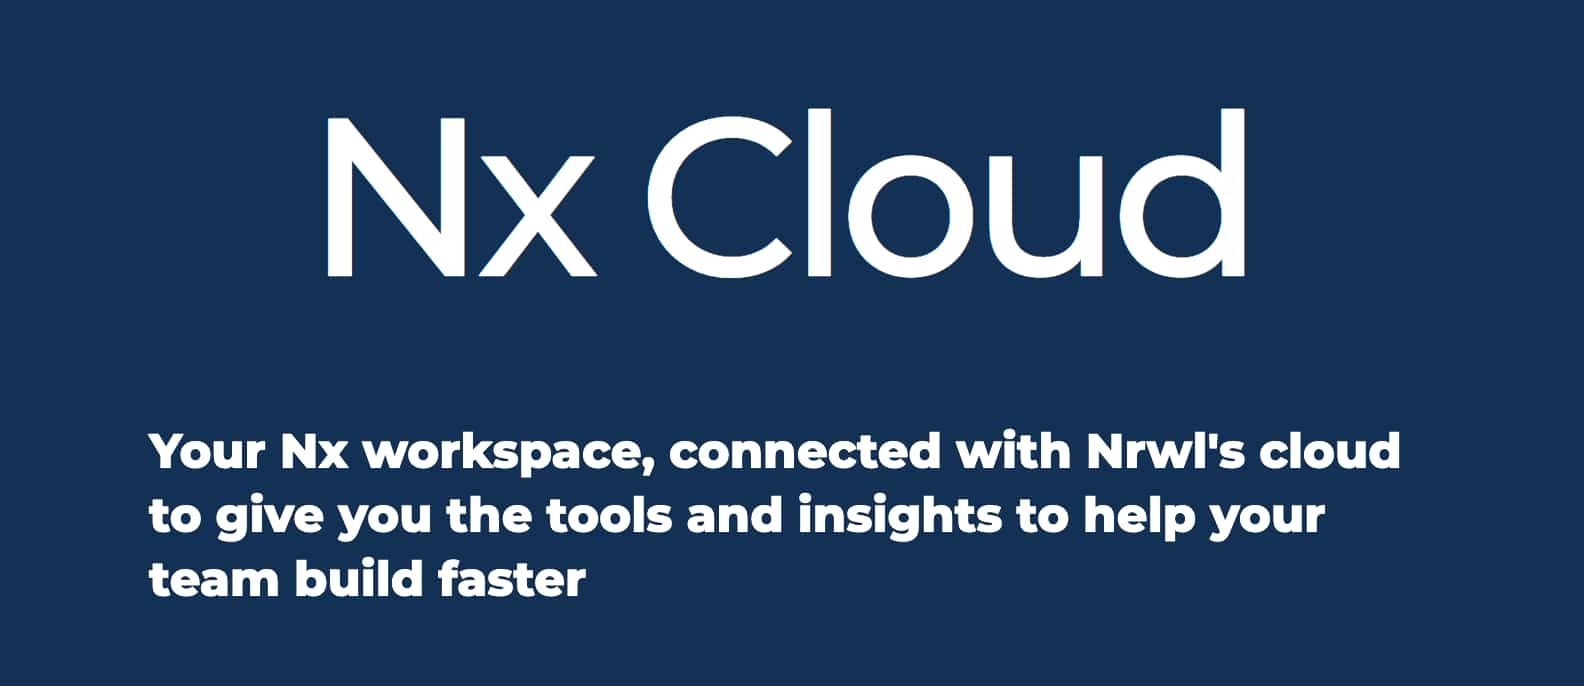 Nx Cloud
Your Nx workspace, connected with Nrwl's cloud
to give you the tools and insights to help your
team build faster